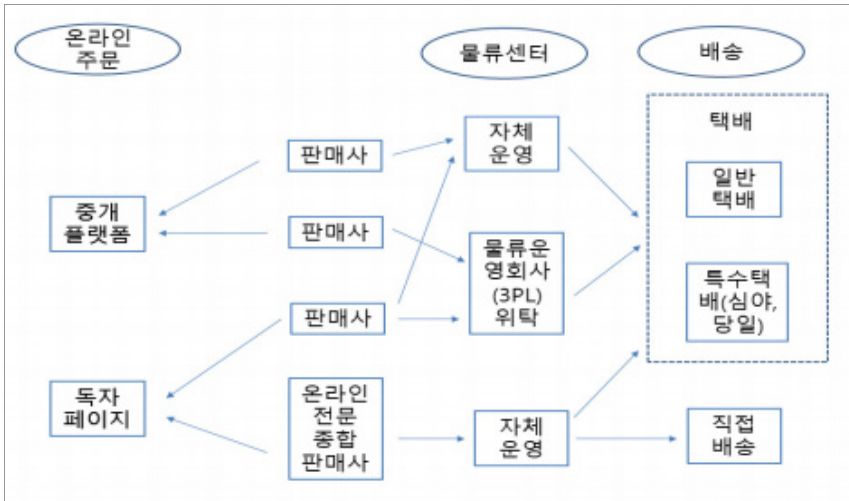 온라인
주문
물류센터
배송
택배
판매사
자체
운영
일반
택배
중개
플랫폼
판매사
물류운
영회사
(3PL)
위탁
특수택
배(심야,
당일)
판매사
독자
페이지
온라인
전문
종합
판매사
자체
운영
직접
배송